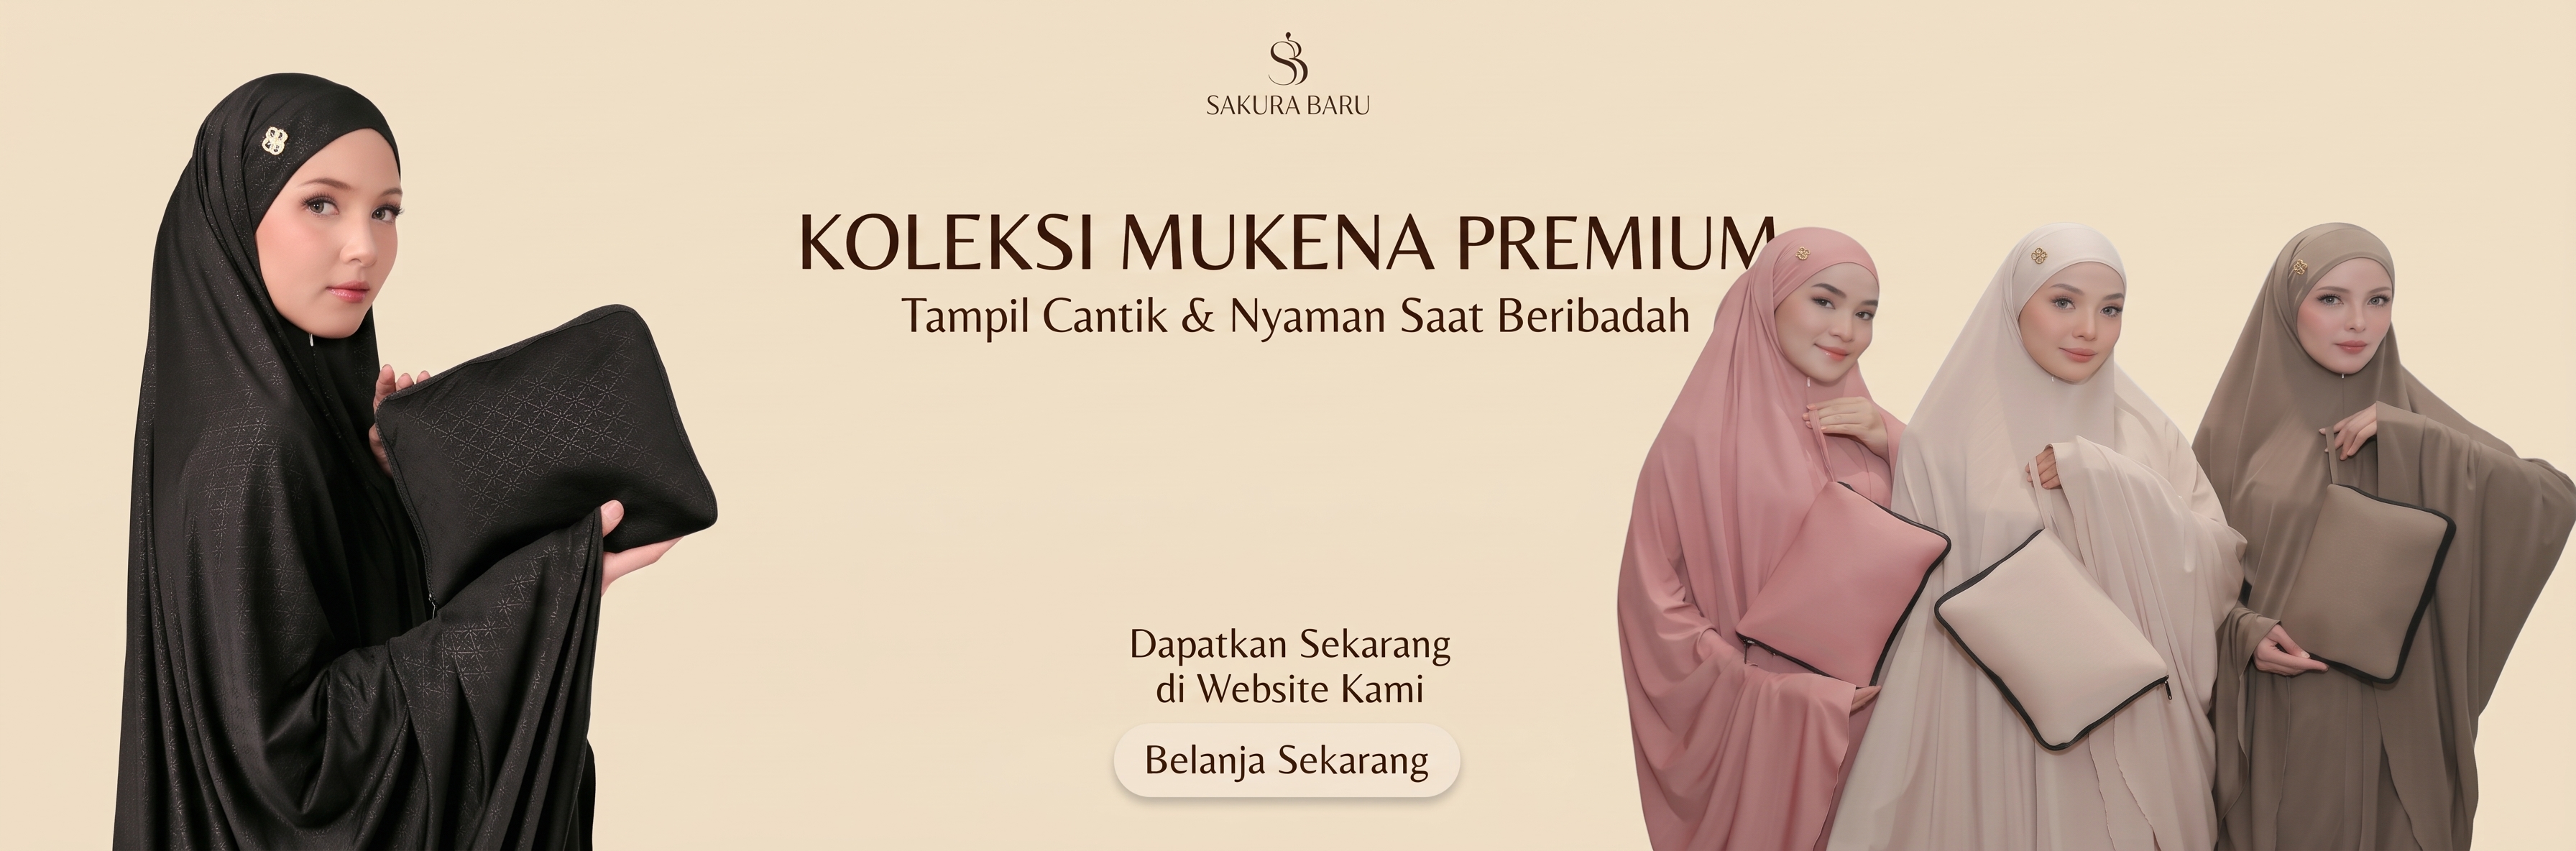 SAKURA BARU
KOLEKSI MUKENA PREMIUM
Tampil Cantik & Nyaman Saat Beribadah
Dapatkan Sekarang
di Website Kami
Belanja Sekarang